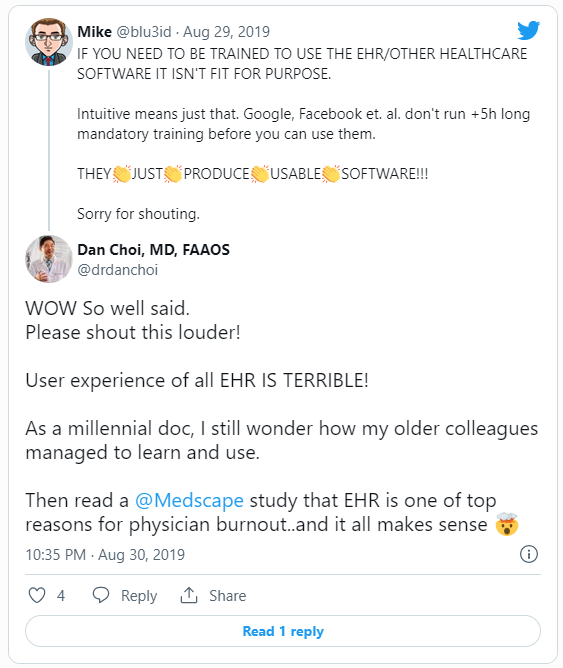 Mike @blu3id · Aug 29, 2019
IF YOU NEED TO BE TRAINED TO USE THE EHR/OTHER HEALTHCARE
SOFTWARE IT ISN'T FIT FOR PURPOSE.
Intuitive means just that. Google, Facebook et. al. don't run +5h long
mandatory training before you can use them.
THEY👏JUST👏PRODUCE👏USABLE👏SOFTWARE!!!
Sorry for shouting.
Dan Choi, MD, FAAOS
@drdanchoi
WOW So well said.
Please shout this louder!
User experience of all EHR IS TERRIBLE!
As a millennial doc, I still wonder how my older colleagues
managed to learn and use.
Then read a @Medscape study that EHR is one of top
reasons for physician burnout..and it all makes sense 🤯
10:35 PM · Aug 30, 2019
4 Reply Share
Read 1 reply